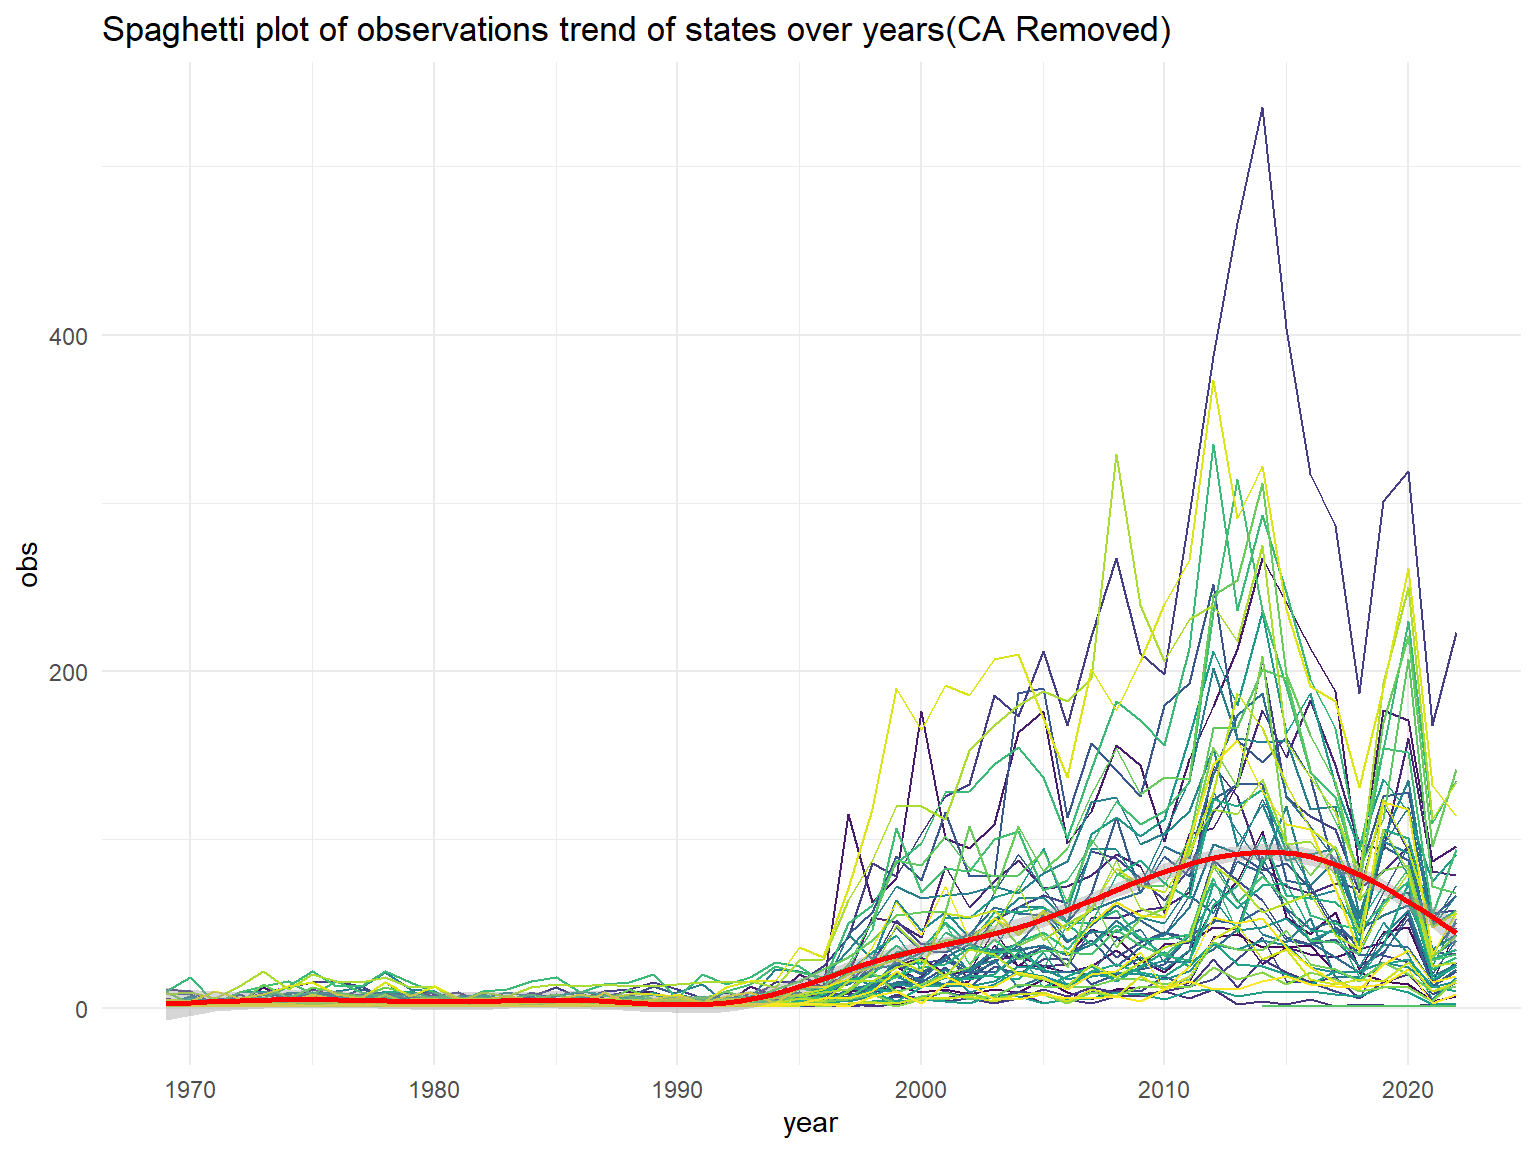 Spaghetti plot of observations trend of states over years(CA Removed)
400
200
0
obs
1970 1980 1990 2000 2010 2020
year